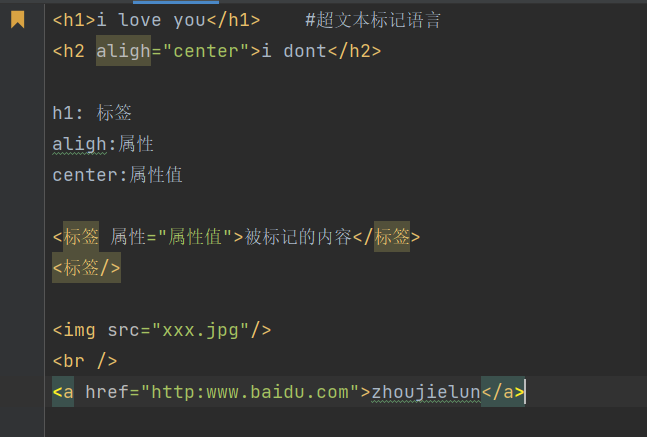 <h1>i love you</h1>    #超文本标记语言
<h2 aligh="center">i dont</h2>
h1: 标签
aligh:属性
center:属性值
<标签 属性="属性值">被标记的内容</标签>
<标签/>
<img src="xxx.jpg"/>
<br />
<a href="http:www.baidu.com">zhoujielun</a>